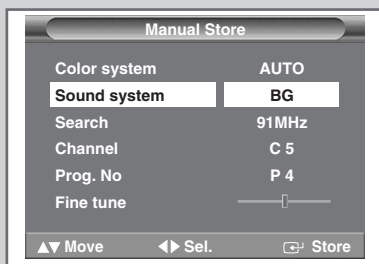 Manual Store
Color system AUTO
Sound system BG
Search 91MHz
Channel C 5
Prog. No P 4
Fine tune
▲▼ Move ◀▶ Sel. Store